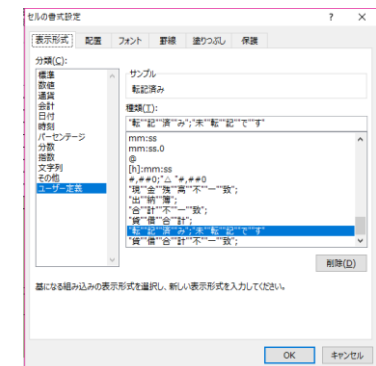 セルの書式設定 ? ×
表示形式 配置 フォント 罫線 塗りつぶし 保護
分類(C):
標準
数値
通貨
会計
日付
時刻
パーセンテージ
分数
指数
文字列
その他
ユーザー定義
サンプル
転記済み
種類(T):
"転""記""済""み";"未""転""記""で""す"
mm:ss
mm:ss.0
@
[h]:mm:ss
#,##0;"△ "#,##0
"現""金""残""高""不""一""致";
"出""納""簿";
"合""計""不""一""致";
"貸""借""合""計";
"転""記""済""み";"未""転""記""で""す"
"貸""借""合""計""不""一""致";
削除(D)
基になる組み込みの表示形式を選択し、新しい表示形式を入力してください。
OK キャンセル